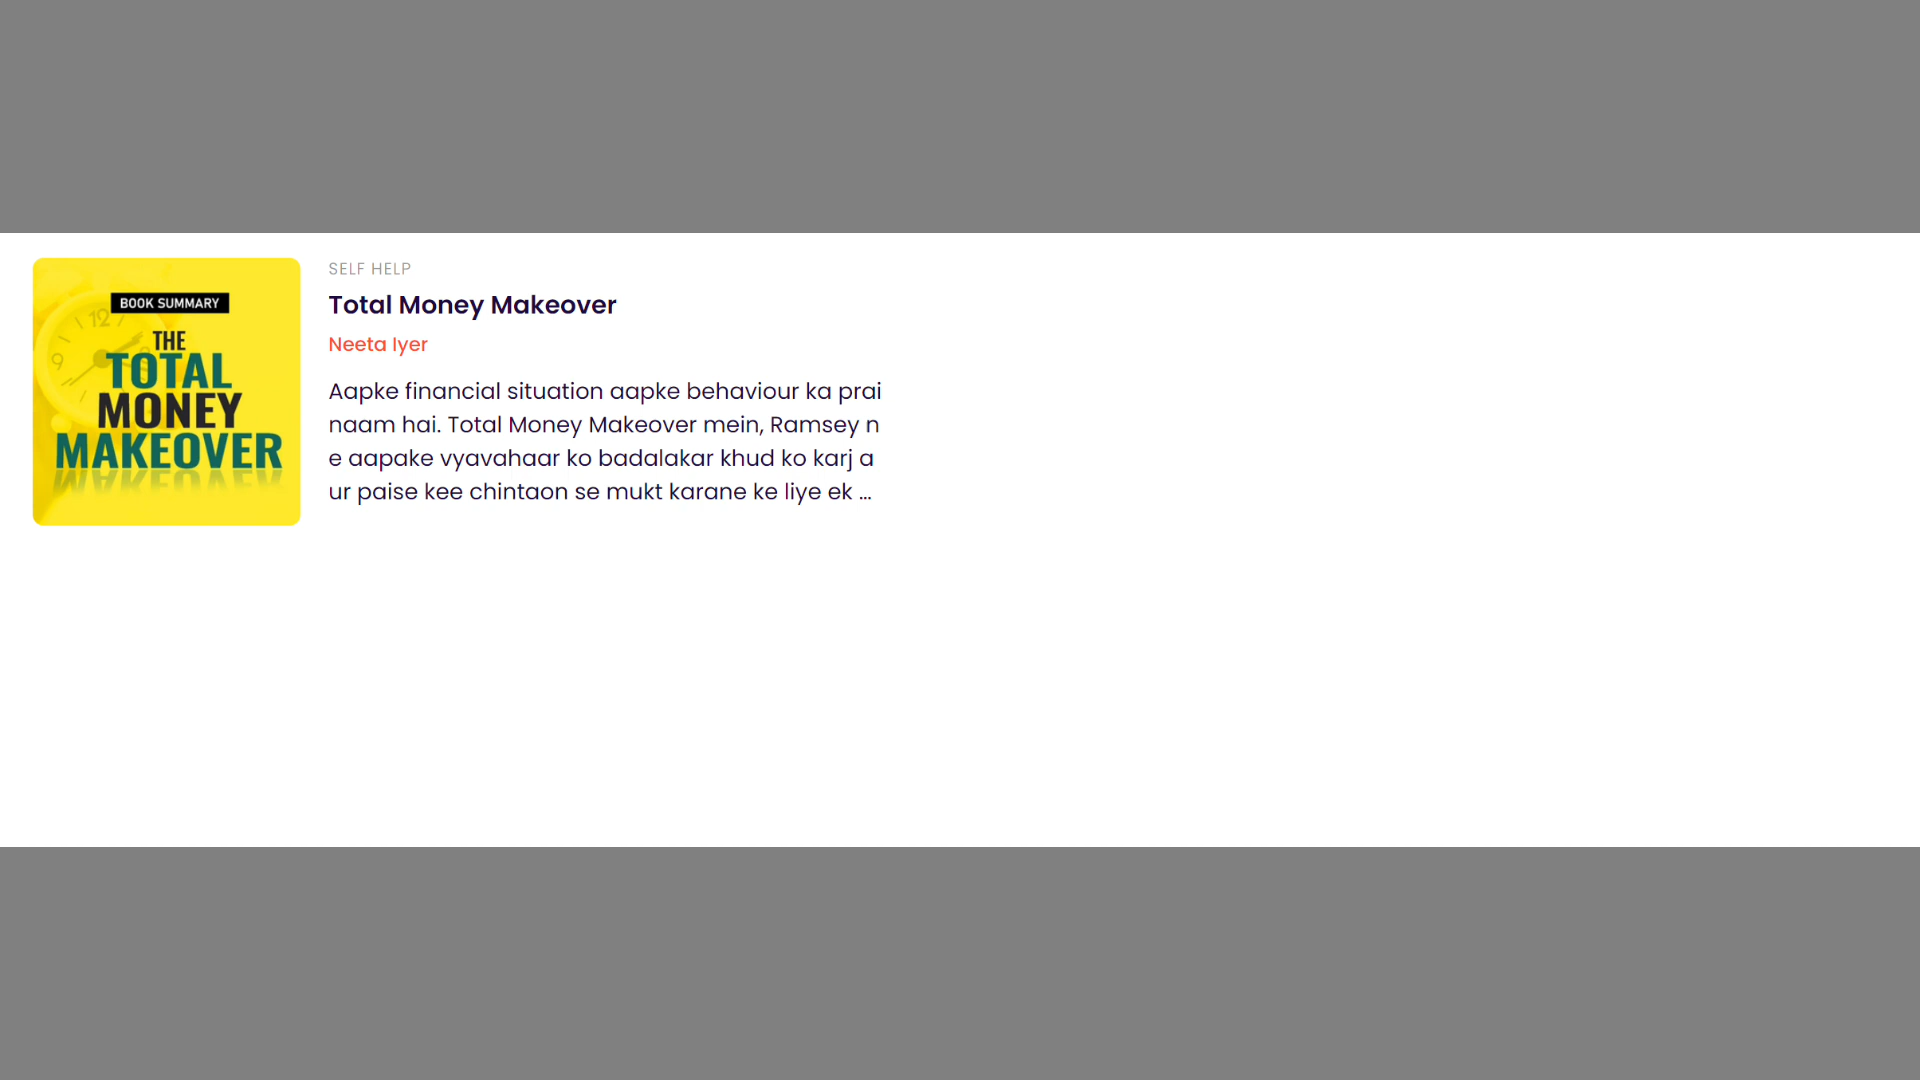 BOOK SUMMARY
THE
TOTAL
MONEY
MAKEOVER
12
9
SELF HELP
Total Money Makeover
Neeta Iyer
Aapke financial situation aapke behaviour ka prai
naam hai. Total Money Makeover mein, Ramsey n
e aapake vyavahaar ko badalakar khud ko karj a
ur paise kee chintaon se mukt karane ke liye ek ...